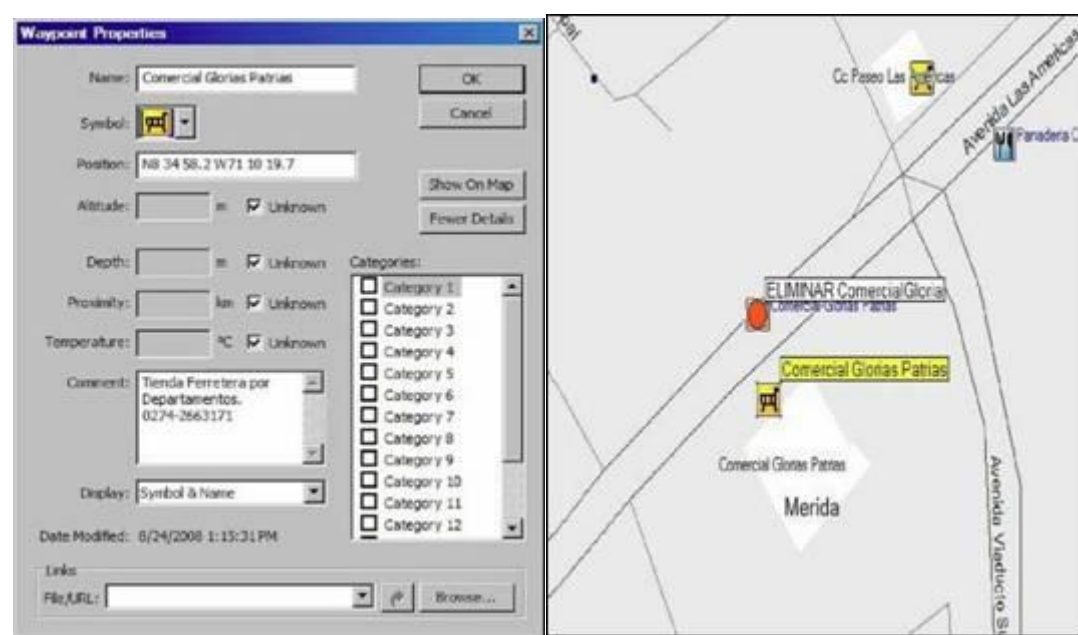 Waypoint Properties
Name: Comercial Glorias Patrias
OK
Symbol:
Cancel
Position: N8 34 58.2 W71 10 19.7
Show On Map
Altitude: m Unknown
Fewer Details
Depth: m Unknown
Categories:
Proximity: km Unknown
Temperature: °C Unknown
Category 1
Category 2
Category 3
Category 4
Category 5
Category 6
Category 7
Category 8
Category 9
Category 10
Category 11
Category 12
Comment: Tienda Ferretera por
Departamentos.
0274-2663171
Display: Symbol & Name
Date Modified: 8/24/2008 1:15:31 PM
Links
File/URL:
Browse...
Cc Paseo Las Americas
Avenida Las Americas
Panaderia C
ELIMINAR Comercial Gloria
Comercial Glorias Patrias
Comercial Glorias Patrias
Comercial Glorias Patrias
Merida
Avenida Viaducto Su